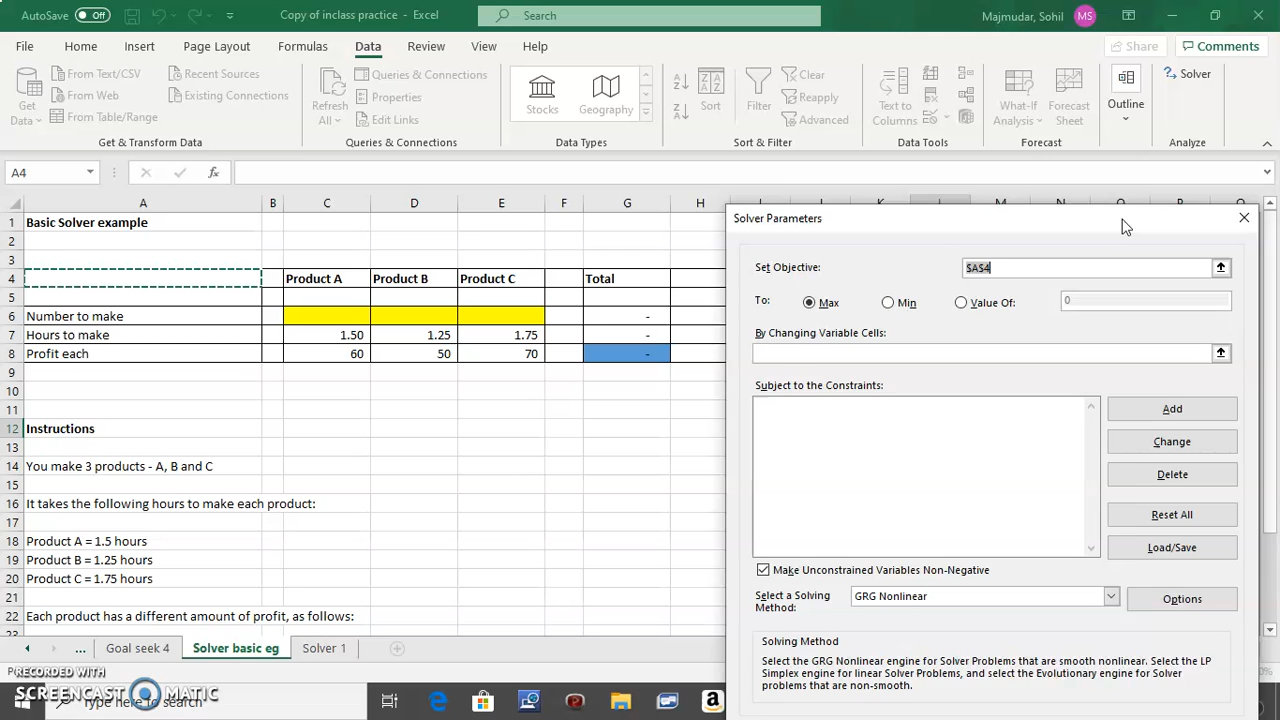 AutoSave Off Copy of inclass practice - Excel Search Majmudar, Sohil MS
File Home Insert Page Layout Formulas Data Review View Help Share Comments
Get Data From Text/CSV From Web From Table/Range Recent Sources Existing Connections
Refresh All Queries & Connections Properties Edit Links
Stocks Geography
Sort Filter Clear Reapply Advanced
Text to Columns What-If Analysis Forecast Sheet Outline Solver
Get & Transform Data Queries & Connections Data Types Sort & Filter Data Tools Forecast Analyze
A4 fx
A B C D E F G H
1 Basic Solver example
2
3
4 Product A Product B Product C Total
5
6 Number to make -
7 Hours to make 1.50 1.25 1.75 -
8 Profit each 60 50 70 -
9
10
11
12 Instructions
13
14 You make 3 products - A, B and C
15
16 It takes the following hours to make each product:
17
18 Product A = 1.5 hours
19 Product B = 1.25 hours
20 Product C = 1.75 hours
21
22 Each product has a different amount of profit, as follows:
Solver Parameters
Set Objective: $A$4
To: Max Min Value Of: 0
By Changing Variable Cells:
Subject to the Constraints:
Add
Change
Delete
Reset All
Load/Save
Make Unconstrained Variables Non-Negative
Select a Solving Method: GRG Nonlinear Options
Solving Method
Select the GRG Nonlinear engine for Solver Problems that are smooth nonlinear. Select the LP
Simplex engine for linear Solver Problems, and select the Evolutionary engine for Solver
problems that are non-smooth.
... Goal seek 4 Solver basic eg Solver 1
RECORDED WITH
SCREENCAST MATIC
Type here to search